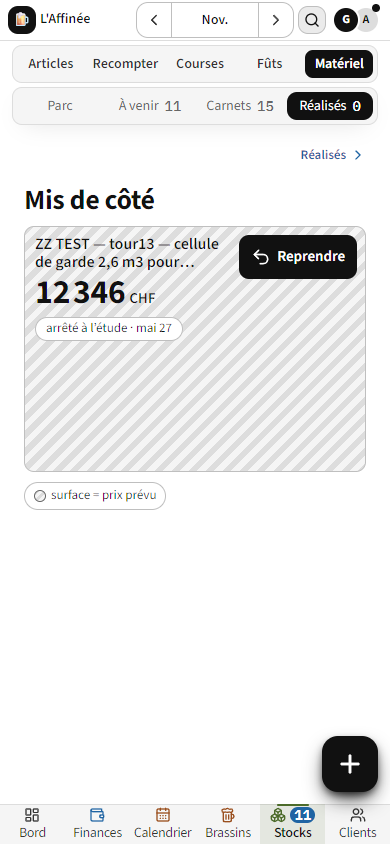 L'Affinée
Nov.
G
A
Articles
Recompter
Courses
Fûts
Matériel
Parc
À venir 11
Carnets 15
Réalisés 0
Réalisés
Mis de côté
ZZ TEST — tour13 — cellule
de garde 2,6 m3 pour…
Reprendre
12 346 CHF
arrêté à l'étude · mai 27
surface = prix prévu
11
Bord
Finances
Calendrier
Brassins
Stocks
Clients